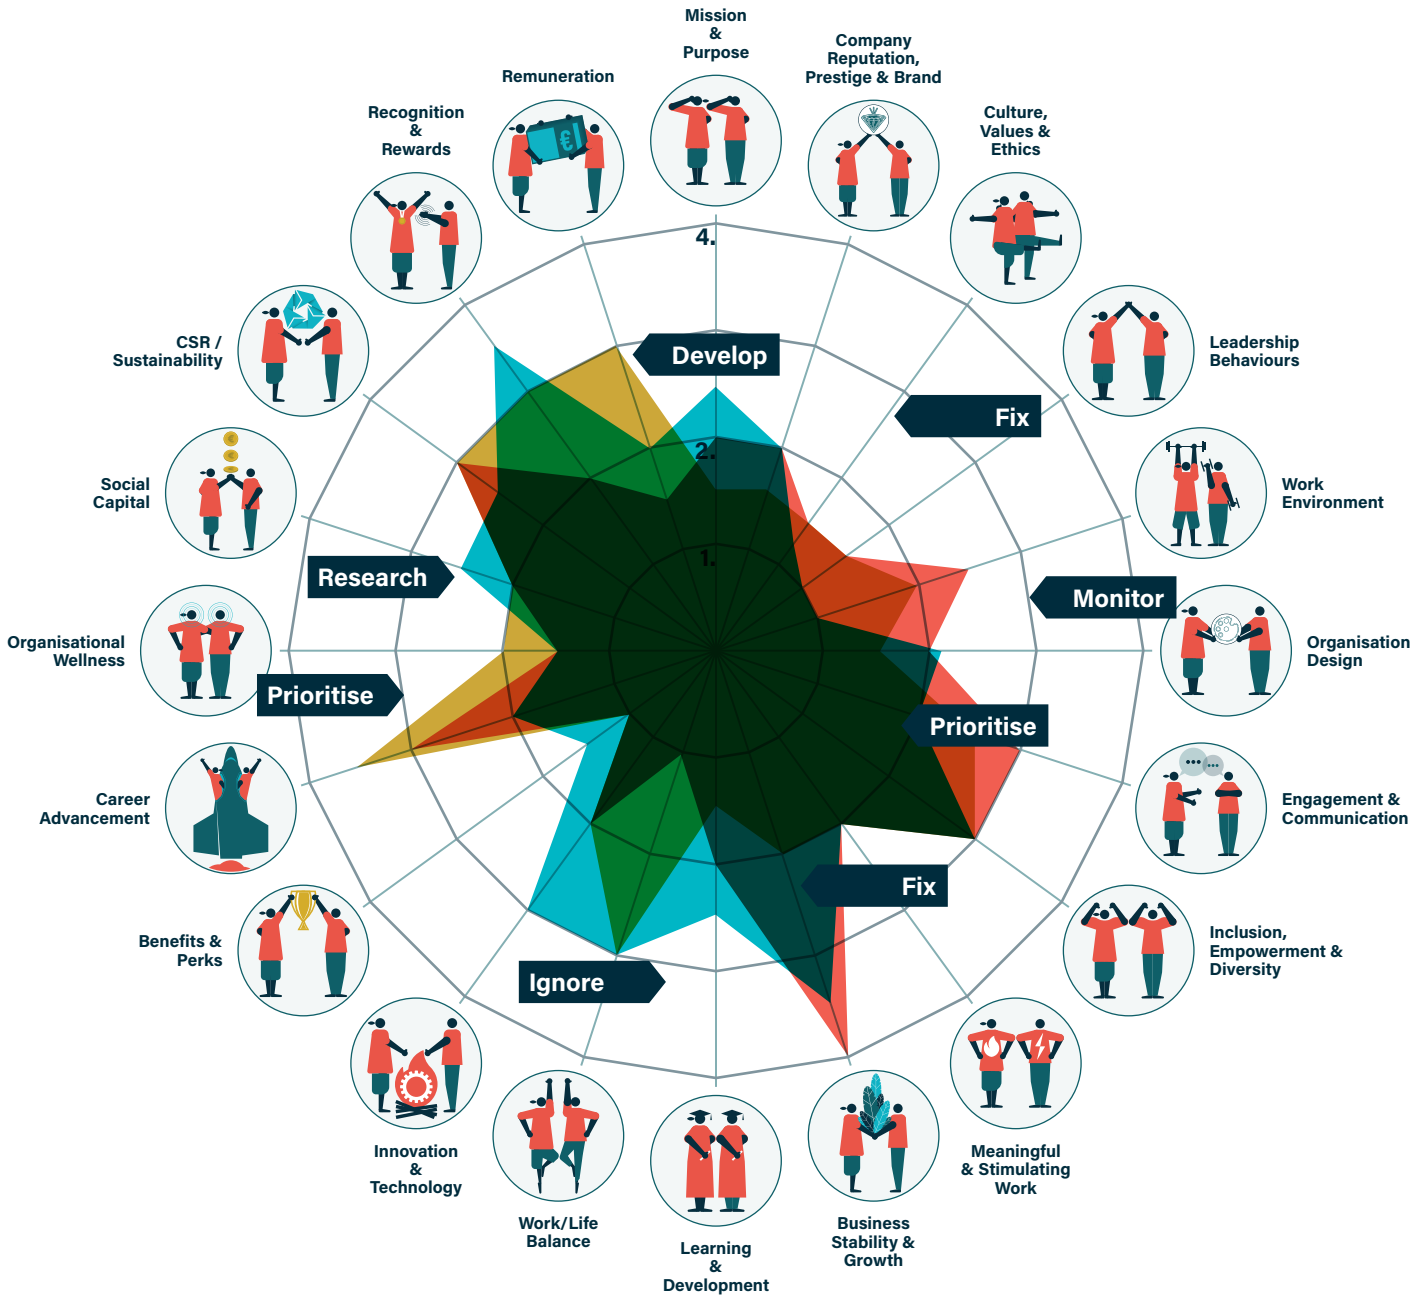 Mission
&
Purpose
Company
Reputation,
Prestige & Brand
Culture,
Values &
Ethics
Leadership
Behaviours
Work
Environment
Organisation
Design
Engagement &
Communication
Inclusion,
Empowerment &
Diversity
Meaningful
& Stimulating
Work
Business
Stability &
Growth
Learning
&
Development
Work/Life
Balance
Innovation
&
Technology
Benefits &
Perks
Career
Advancement
Organisational
Wellness
Social
Capital
CSR /
Sustainability
Recognition
&
Rewards
Remuneration
4.
2.
1.
Develop
Fix
Monitor
Prioritise
Fix
Ignore
Prioritise
Research
€